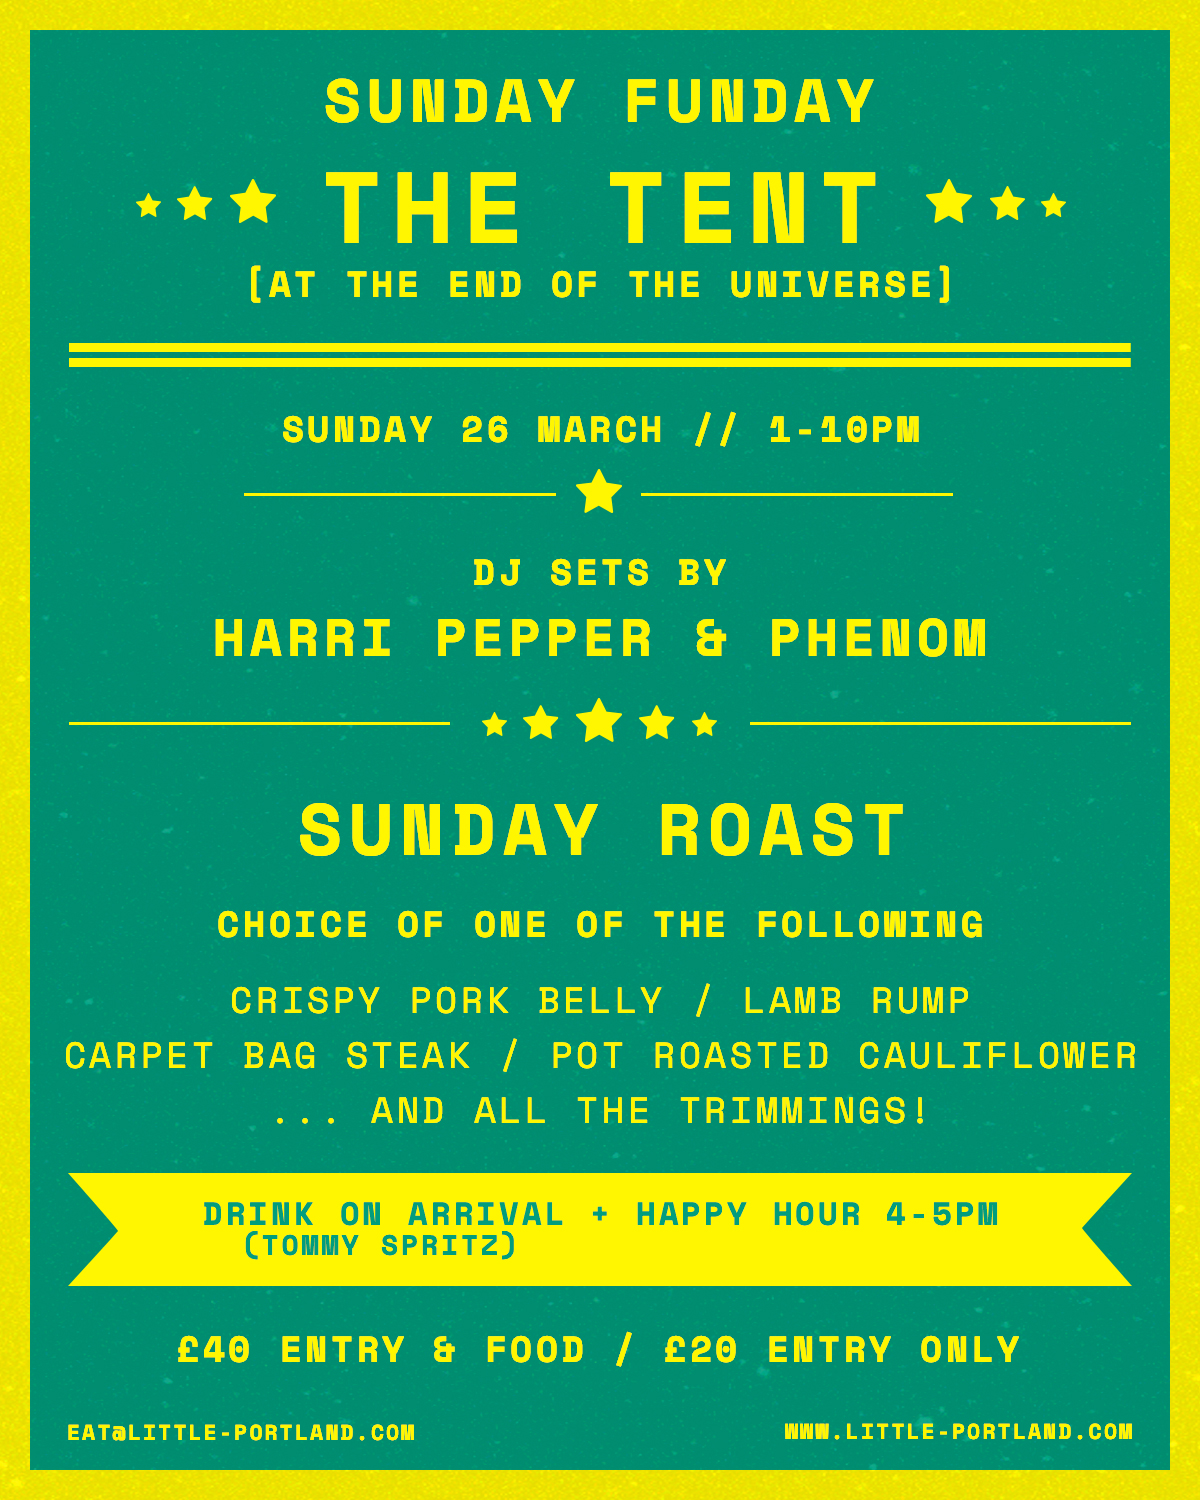 SUNDAY FUNDAY
THE TENT
[AT THE END OF THE UNIVERSE]
SUNDAY 26 MARCH // 1-10PM
DJ SETS BY
HARRI PEPPER & PHENOM
SUNDAY ROAST
CHOICE OF ONE OF THE FOLLOWING
CRISPY PORK BELLY / LAMB RUMP
CARPET BAG STEAK / POT ROASTED CAULIFLOWER
... AND ALL THE TRIMMINGS!
DRINK ON ARRIVAL + HAPPY HOUR 4-5PM
(TOMMY SPRITZ)
£40 ENTRY & FOOD / £20 ENTRY ONLY
EAT@LITTLE-PORTLAND.COM
WWW.LITTLE-PORTLAND.COM